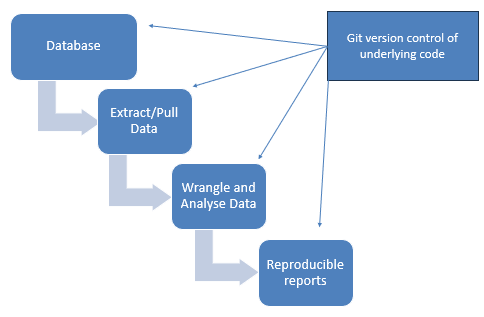 Database
Git version control of
underlying code
Extract/Pull
Data
Wrangle and
Analyse Data
Reproducible
reports